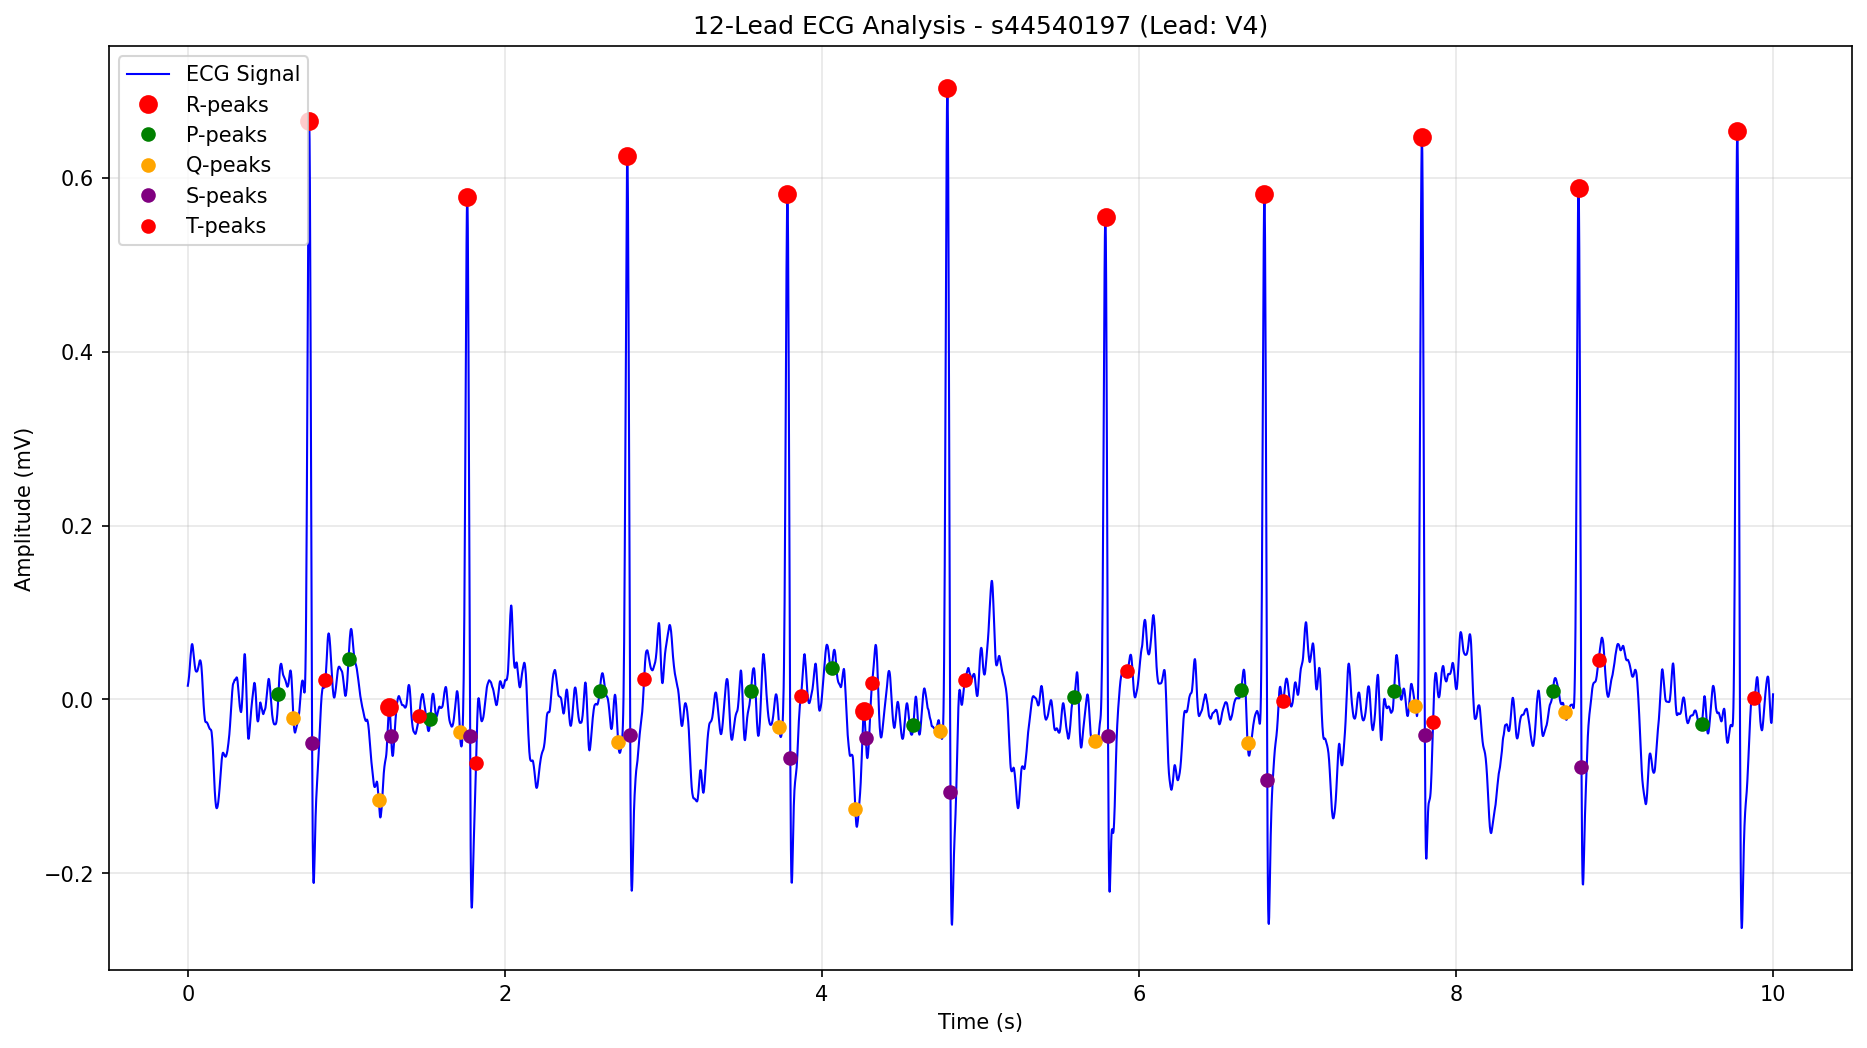 12-Lead ECG Analysis - s44540197 (Lead: V4)
ECG Signal
R-peaks
P-peaks
Q-peaks
S-peaks
T-peaks
Amplitude (mV)
0.6
0.4
0.2
0.0
−0.2
0 2 4 6 8 10
Time (s)